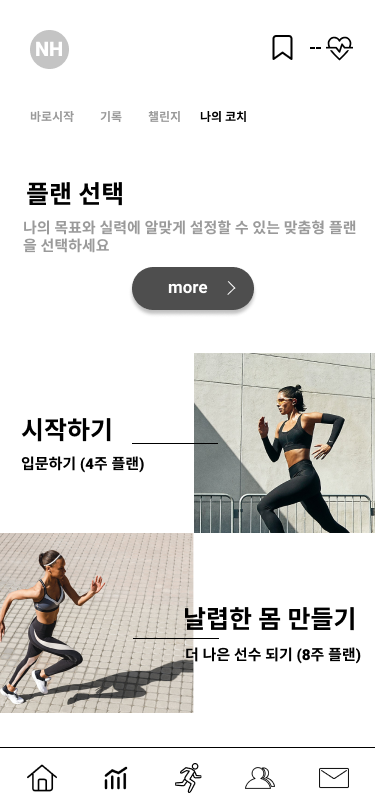 NH
--
바로시작 기록 챌린지 나의 코치
플랜 선택
나의 목표와 실력에 알맞게 설정할 수 있는 맞춤형 플랜
을 선택하세요
more
시작하기
입문하기 (4주 플랜)
날렵한 몸 만들기
더 나은 선수 되기 (8주 플랜)